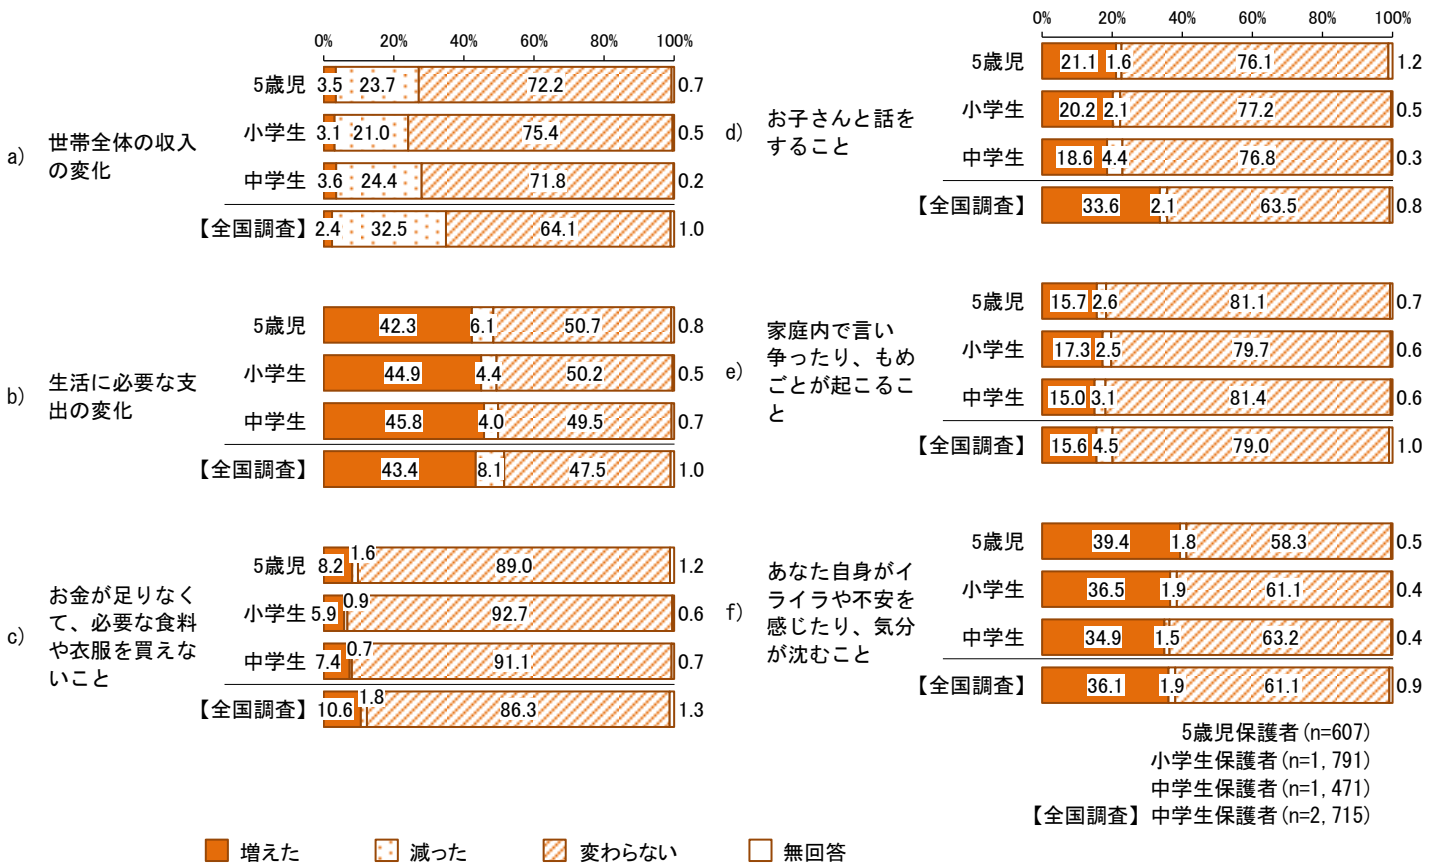 0% 20% 40% 60% 80% 100%
a) 世帯全体の収入
の変化
5歳児 3.5 23.7 72.2 0.7
小学生 3.1 21.0 75.4 0.5
中学生 3.6 24.4 71.8 0.2
【全国調査】 2.4 32.5 64.1 1.0
b) 生活に必要な支
出の変化
5歳児 42.3 6.1 50.7 0.8
小学生 44.9 4.4 50.2 0.5
中学生 45.8 4.0 49.5 0.7
【全国調査】 43.4 8.1 47.5 1.0
c) お金が足りなく
て、必要な食料
や衣服を買えな
いこと
5歳児 8.2 1.6 89.0 1.2
小学生 5.9 0.9 92.7 0.6
中学生 7.4 0.7 91.1 0.7
【全国調査】 10.6 1.8 86.3 1.3
0% 20% 40% 60% 80% 100%
d) お子さんと話を
すること
5歳児 21.1 1.6 76.1 1.2
小学生 20.2 2.1 77.2 0.5
中学生 18.6 4.4 76.8 0.3
【全国調査】 33.6 2.1 63.5 0.8
e) 家庭内で言い
争ったり、もめ
ごとが起こるこ
と
5歳児 15.7 2.6 81.1 0.7
小学生 17.3 2.5 79.7 0.6
中学生 15.0 3.1 81.4 0.6
【全国調査】 15.6 4.5 79.0 1.0
f) あなた自身がイ
ライラや不安を
感じたり、気分
が沈むこと
5歳児 39.4 1.8 58.3 0.5
小学生 36.5 1.9 61.1 0.4
中学生 34.9 1.5 63.2 0.4
【全国調査】 36.1 1.9 61.1 0.9
5歳児保護者(n=607)
小学生保護者(n=1,791)
中学生保護者(n=1,471)
【全国調査】中学生保護者(n=2,715)
増えた 減った 変わらない 無回答